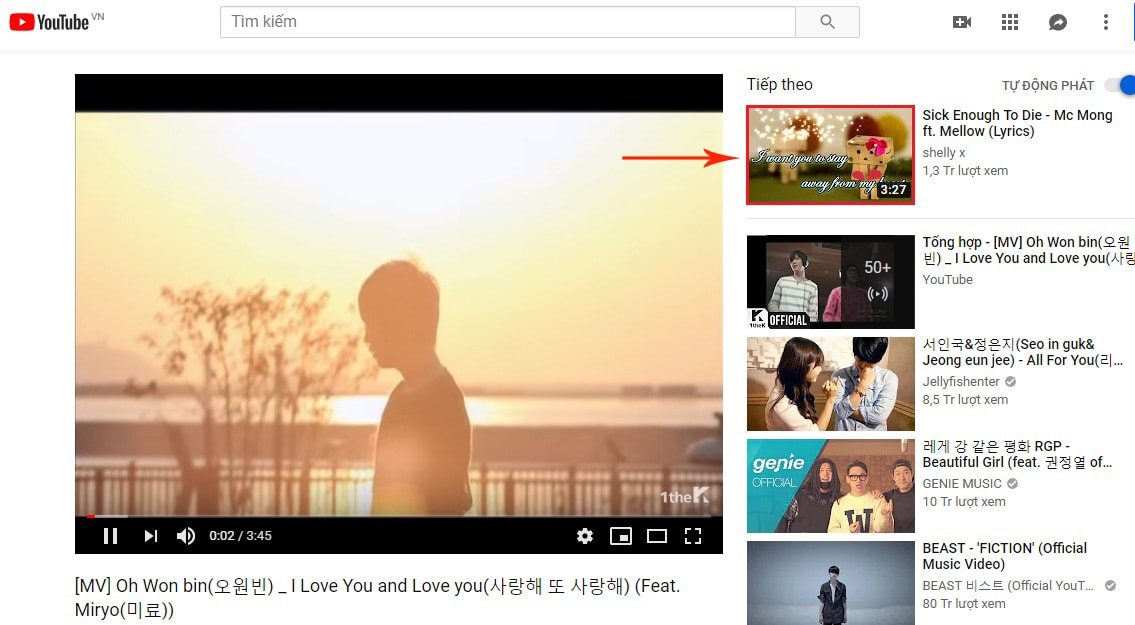 YouTube VN
Tìm kiếm
Tiếp theo
TỰ ĐỘNG PHÁT
I want you to stay
away from my
3:27
Sick Enough To Die - Mc Mong
ft. Mellow (Lyrics)
shelly x
1,3 Tr lượt xem
50+
1theK
OFFICIAL
Tổng hợp - [MV] Oh Won bin(오원
빈) _ I Love You and Love you(사랑
YouTube
서인국&정은지(Seo in guk&
Jeong eun jee) - All For You(리...
Jellyfishenter
8,5 Tr lượt xem
genie
OFFICIAL
W
레게 강 같은 평화 RGP -
Beautiful Girl (feat. 권정열 of...
GENIE MUSIC
10 Tr lượt xem
BEAST - 'FICTION' (Official
Music Video)
BEAST 비스트 (Official YouT...
80 Tr lượt xem
1theK
0:02 / 3:45
[MV] Oh Won bin(오원빈) _ I Love You and Love you(사랑해 또 사랑해) (Feat.
Miryo(미료))